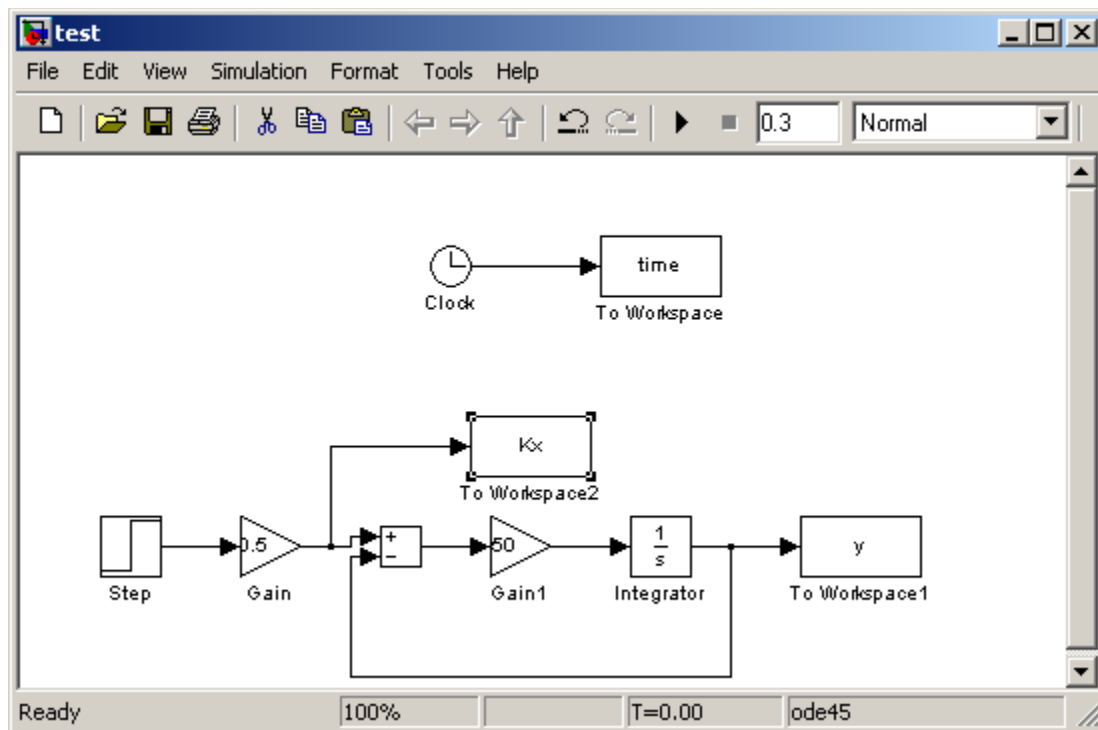 test
File Edit View Simulation Format Tools Help
0.3 Normal
time
Clock
To Workspace
Kx
To Workspace2
0.5 + − 50 1 s y
Step Gain Gain1 Integrator To Workspace1
Ready 100% T=0.00 ode45